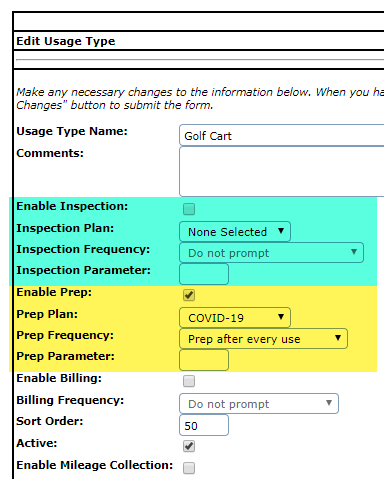 Edit Usage Type
Make any necessary changes to the information below. When you ha
Changes" button to submit the form.
Usage Type Name: Golf Cart
Comments:
Enable Inspection:
Inspection Plan: None Selected
Inspection Frequency: Do not prompt
Inspection Parameter:
Enable Prep:
Prep Plan: COVID-19
Prep Frequency: Prep after every use
Prep Parameter:
Enable Billing:
Billing Frequency: Do not prompt
Sort Order: 50
Active:
Enable Mileage Collection: